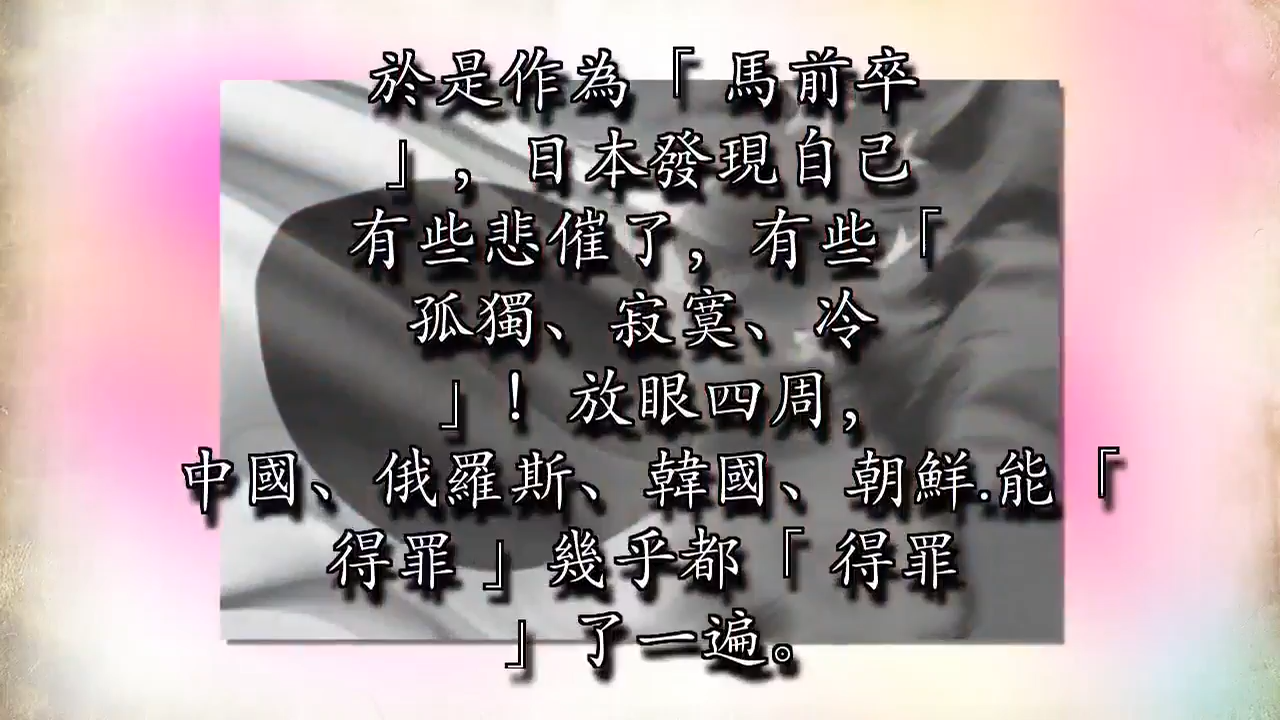 於是作為「馬前卒
」，日本發現自己
有些悲催了，有些「
孤獨、寂寞、冷
」！放眼四周，
中國、俄羅斯、韓國、朝鮮.能「
得罪」幾乎都「得罪
」了一遍。